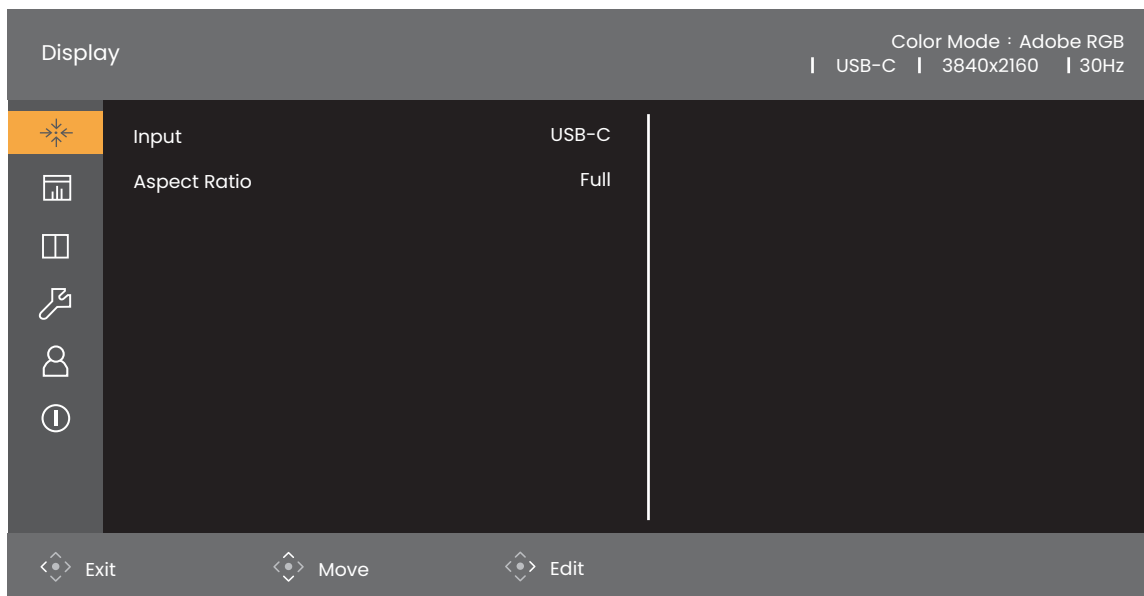 Display
Color Mode : Adobe RGB
USB-C | 3840x2160 | 30Hz
Input USB-C
Aspect Ratio Full
Exit Move Edit